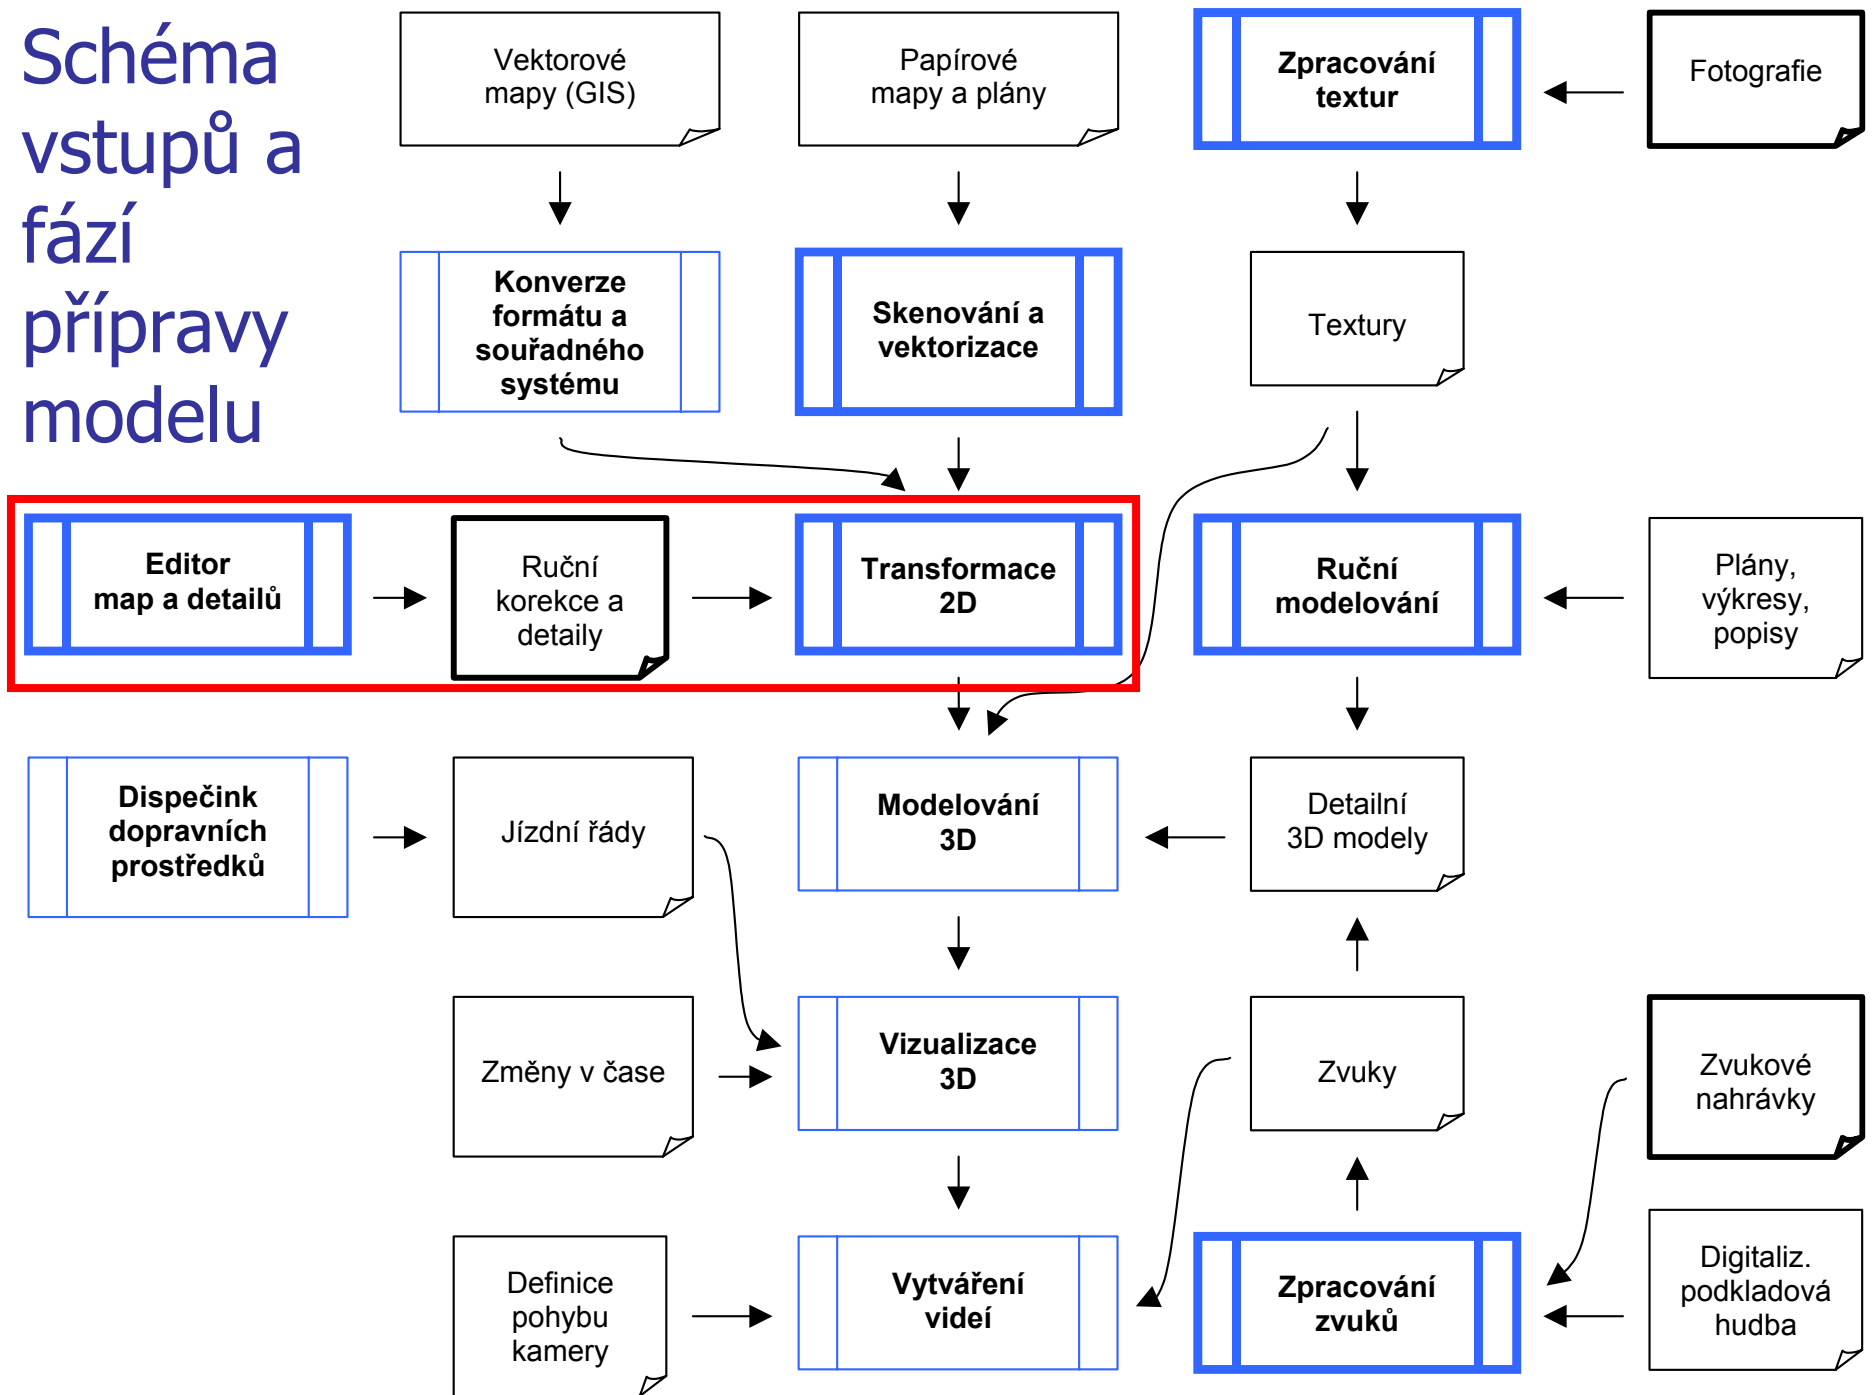 Schéma
vstupů a
fází
přípravy
modelu
Vektorové
mapy (GIS)
Papírové
mapy a plány
Zpracování
textur
Fotografie
Konverze
formátu a
souřadného
systému
Skenování a
vektorizace
Textury
Editor
map a detailů
Ruční
korekce a
detaily
Transformace
2D
Ruční
modelování
Plány,
výkresy,
popisy
Dispečink
dopravních
prostředků
Jízdní řády
Modelování
3D
Detailní
3D modely
Změny v čase
Vizualizace
3D
Zvuky
Zvukové
nahrávky
Definice
pohybu
kamery
Vytváření
videí
Zpracování
zvuků
Digitaliz.
podkladová
hudba